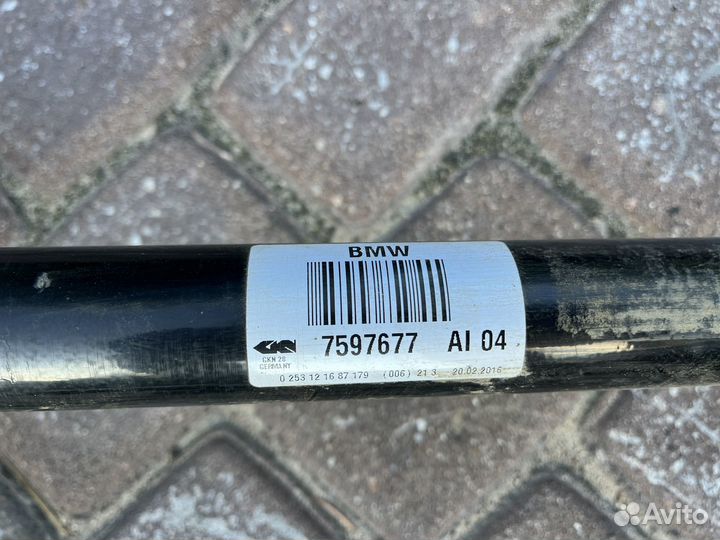 BMW
7597677 AI 04
GKN 28
GERMANY
0 253 12 16 87 179 (006) 21 3 20.02.2016
Avito